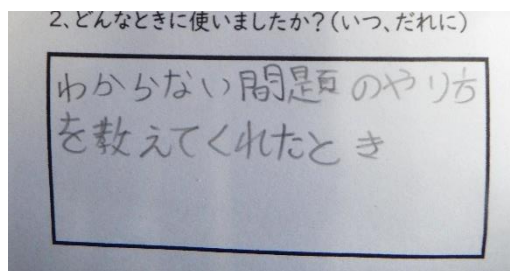 2、どんなときに使いましたか？（いつ、だれに）
わからない問題のやり方
を教えてくれたとき